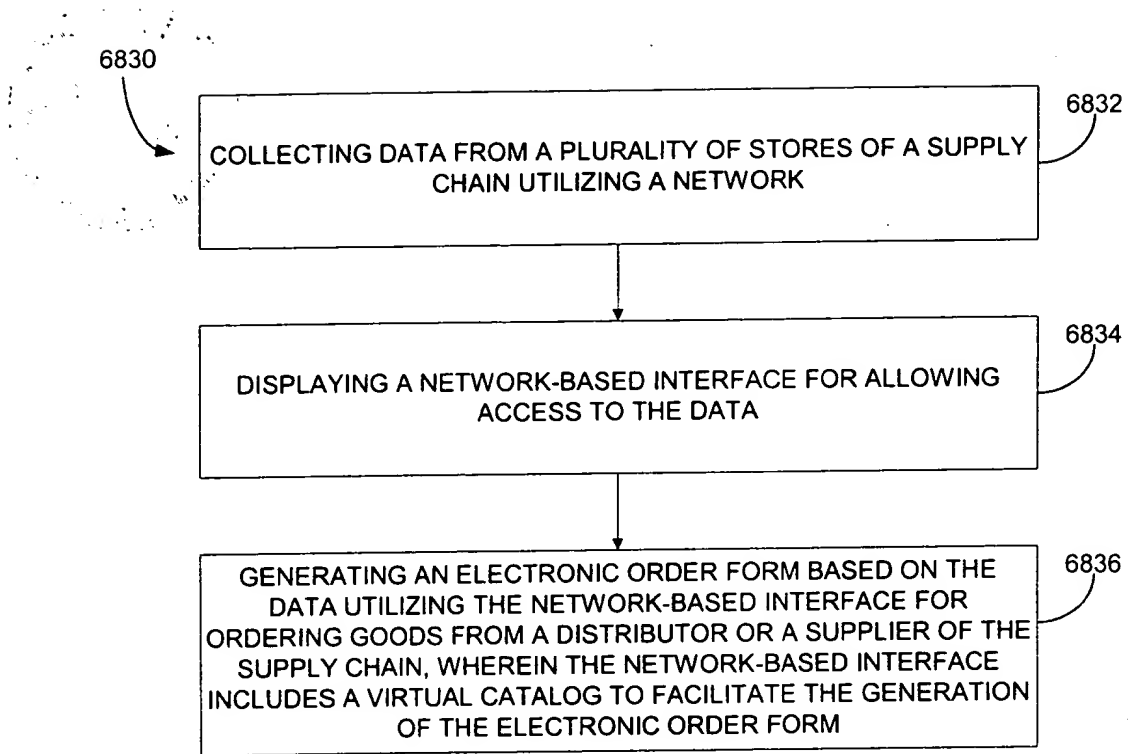 6830
6832
COLLECTING DATA FROM A PLURALITY OF STORES OF A SUPPLY
CHAIN UTILIZING A NETWORK
6834
DISPLAYING A NETWORK-BASED INTERFACE FOR ALLOWING
ACCESS TO THE DATA
6836
GENERATING AN ELECTRONIC ORDER FORM BASED ON THE
DATA UTILIZING THE NETWORK-BASED INTERFACE FOR
ORDERING GOODS FROM A DISTRIBUTOR OR A SUPPLIER OF THE
SUPPLY CHAIN, WHEREIN THE NETWORK-BASED INTERFACE
INCLUDES A VIRTUAL CATALOG TO FACILITATE THE GENERATION
OF THE ELECTRONIC ORDER FORM